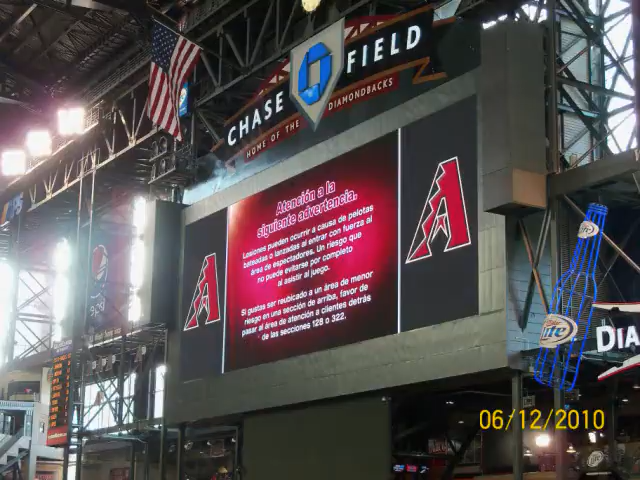 CHASE FIELD
HOME OF THE DIAMONDBACKS
Atención a la
siguiente advertencia.
Lesiones pueden ocurrir a causa de pelotas
bateadas o lanzadas al entrar con fuerza al
área de espectadores. Un riesgo que
no puede evitarse por completo
al asistir al juego.
Si gustas ser reubicado a un área de menor
riesgo en una sección de arriba, favor de
pasar al área de atención a clientes detrás
de las secciones 128 o 322.
A
A
Lite
Lite
DIA
pepsi
06/12/2010